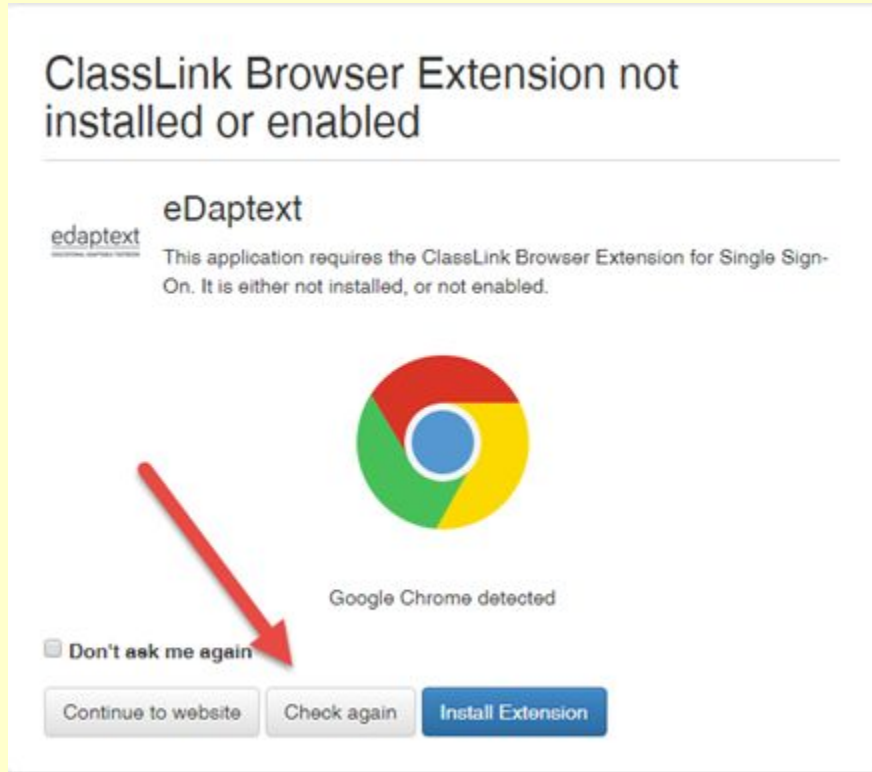 ClassLink Browser Extension not
installed or enabled
eDaptext
edaptext
This application requires the ClassLink Browser Extension for Single Sign-
On. It is either not installed, or not enabled.
Google Chrome detected
Don't ask me again
Continue to website
Check again
Install Extension